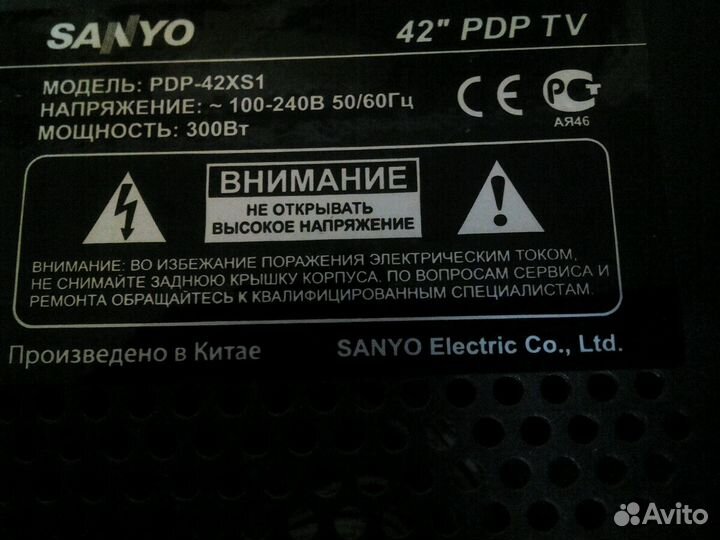 SANYO
42" PDP TV
МОДЕЛЬ: PDP-42XS1
НАПРЯЖЕНИЕ: ~ 100-240В 50/60Гц
МОЩНОСТЬ: 300Вт
CE
РСТ
АЯ46
ВНИМАНИЕ
НЕ ОТКРЫВАТЬ
ВЫСОКОЕ НАПРЯЖЕНИЕ
ВНИМАНИЕ: ВО ИЗБЕЖАНИЕ ПОРАЖЕНИЯ ЭЛЕКТРИЧЕСКИМ ТОКОМ,
НЕ СНИМАЙТЕ ЗАДНЮЮ КРЫШКУ КОРПУСА. ПО ВОПРОСАМ СЕРВИСА И
РЕМОНТА ОБРАЩАЙТЕСЬ К КВАЛИФИЦИРОВАННЫМ СПЕЦИАЛИСТАМ.
Произведено в Китае
SANYO Electric Co., Ltd.
Avito